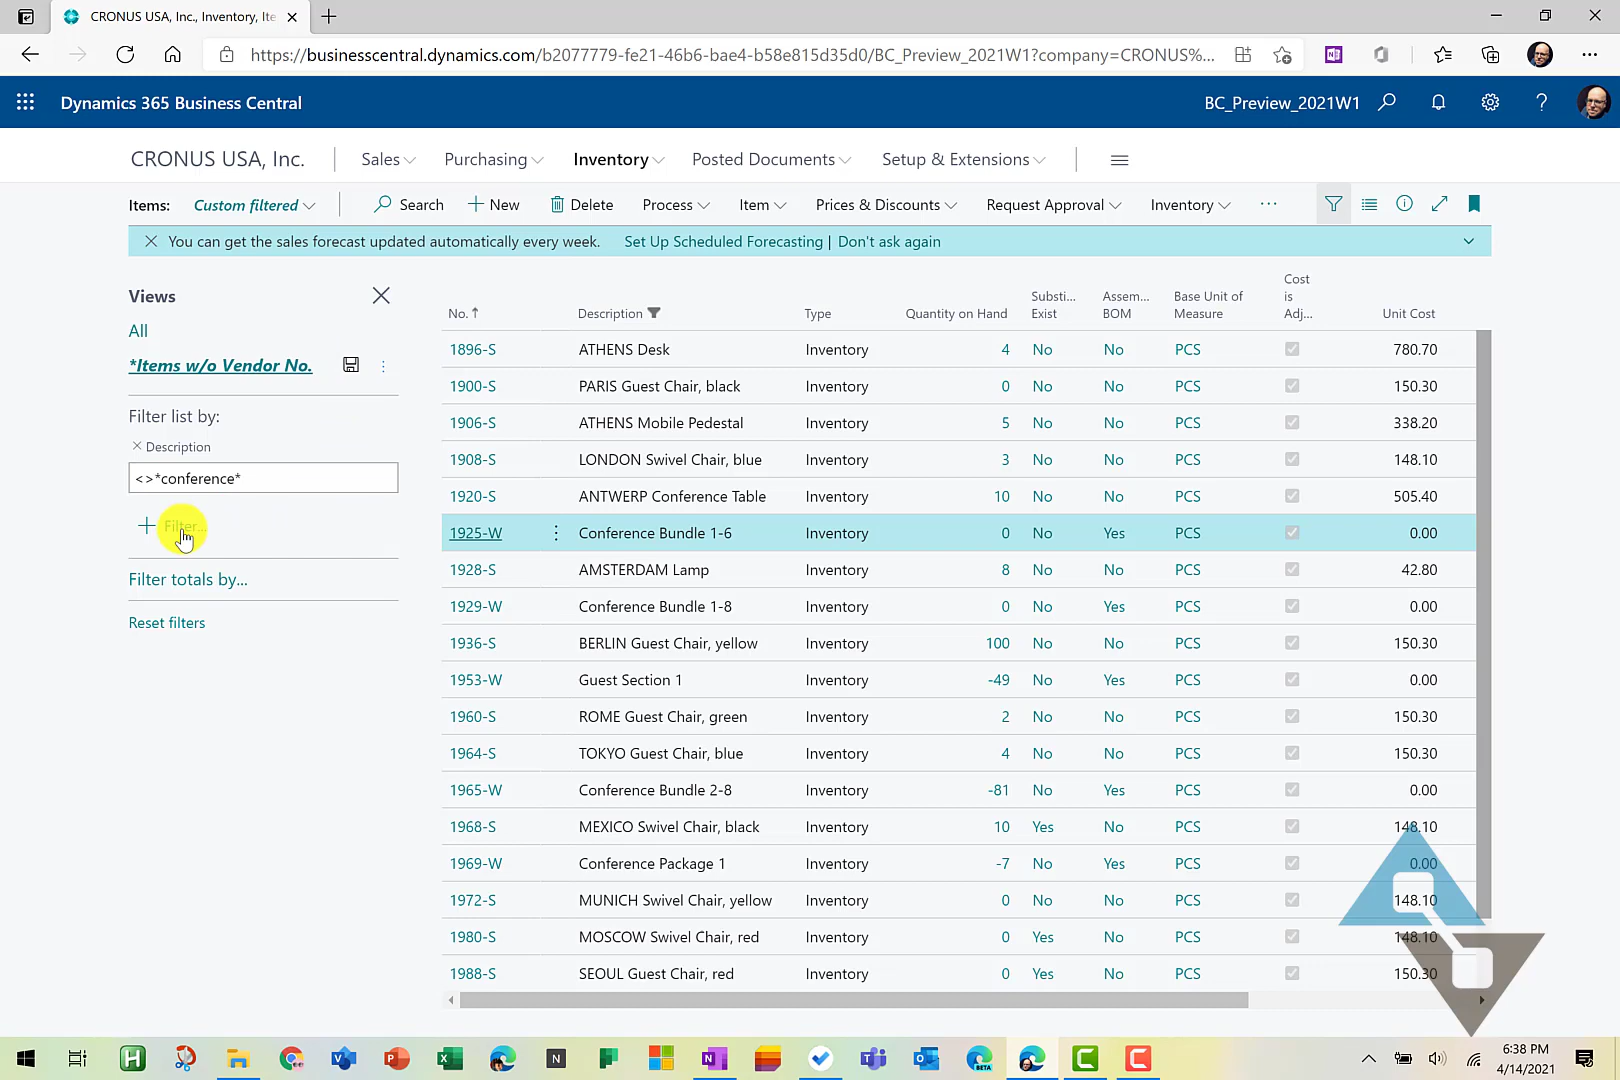 CRONUS USA, Inc., Inventory, Ite
https://businesscentral.dynamics.com/b2077779-fe21-46b6-bae4-b58e815d35d0/BC_Preview_2021W1?company=CRONUS%...
Dynamics 365 Business Central
BC_Preview_2021W1
CRONUS USA, Inc. Sales Purchasing Inventory Posted Documents Setup & Extensions
Items: Custom filtered Search New Delete Process Item Prices & Discounts Request Approval Inventory
You can get the sales forecast updated automatically every week. Set Up Scheduled Forecasting | Don't ask again
Views
All
*Items w/o Vendor No.
Filter list by:
Description
<>*conference*
Filter...
Filter totals by...
Reset filters
No. Description Type Quantity on Hand Substi... Exist Assem... BOM Base Unit of Measure Cost is Adj... Unit Cost
1896-S ATHENS Desk Inventory 4 No No PCS 780.70
1900-S PARIS Guest Chair, black Inventory 0 No No PCS 150.30
1906-S ATHENS Mobile Pedestal Inventory 5 No No PCS 338.20
1908-S LONDON Swivel Chair, blue Inventory 3 No No PCS 148.10
1920-S ANTWERP Conference Table Inventory 10 No No PCS 505.40
1925-W Conference Bundle 1-6 Inventory 0 No Yes PCS 0.00
1928-S AMSTERDAM Lamp Inventory 8 No No PCS 42.80
1929-W Conference Bundle 1-8 Inventory 0 No Yes PCS 0.00
1936-S BERLIN Guest Chair, yellow Inventory 100 No No PCS 150.30
1953-W Guest Section 1 Inventory -49 No Yes PCS 0.00
1960-S ROME Guest Chair, green Inventory 2 No No PCS 150.30
1964-S TOKYO Guest Chair, blue Inventory 4 No No PCS 150.30
1965-W Conference Bundle 2-8 Inventory -81 No Yes PCS 0.00
1968-S MEXICO Swivel Chair, black Inventory 10 Yes No PCS 148.10
1969-W Conference Package 1 Inventory -7 No Yes PCS 0.00
1972-S MUNICH Swivel Chair, yellow Inventory 0 No No PCS 148.10
1980-S MOSCOW Swivel Chair, red Inventory 0 Yes No PCS 148.10
1988-S SEOUL Guest Chair, red Inventory 0 Yes No PCS 150.30
6:38 PM
4/14/2021